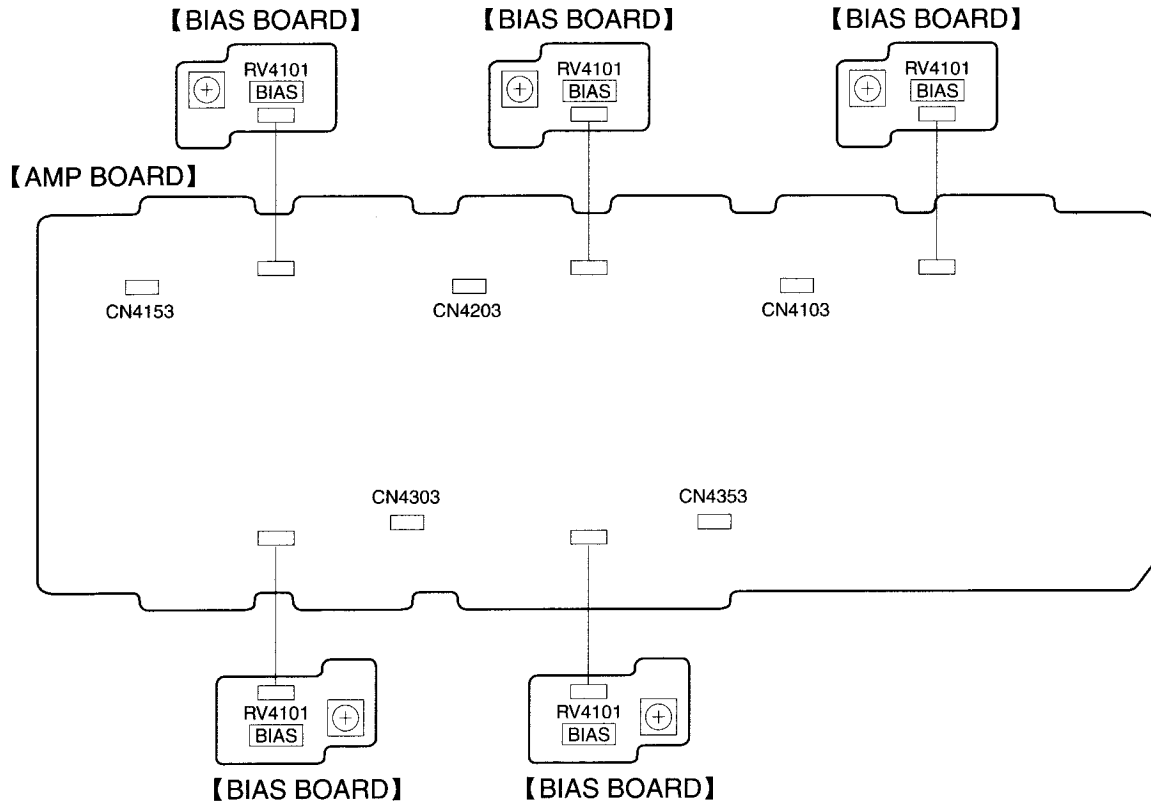 【BIAS BOARD】 【BIAS BOARD】 【BIAS BOARD】
RV4101 RV4101 RV4101
BIAS BIAS BIAS
【AMP BOARD】
CN4153 CN4203 CN4103
CN4303 CN4353
RV4101 RV4101
BIAS BIAS
【BIAS BOARD】 【BIAS BOARD】